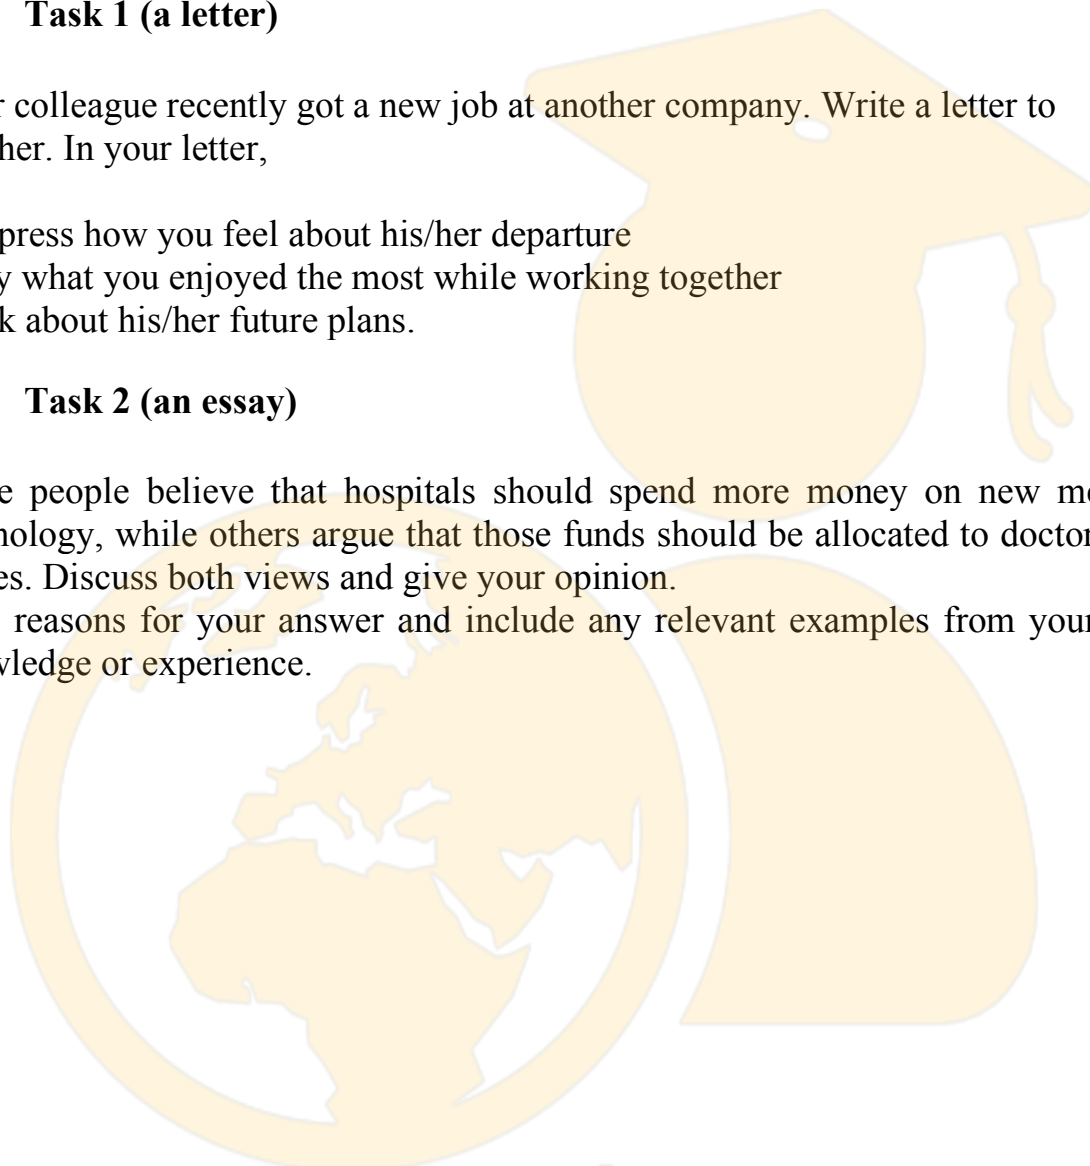 Task 1 (a letter)
r colleague recently got a new job at another company. Write a letter to
her. In your letter,
press how you feel about his/her departure
y what you enjoyed the most while working together
k about his/her future plans.
Task 2 (an essay)
e people believe that hospitals should spend more money on new me
nology, while others argue that those funds should be allocated to doctor
es. Discuss both views and give your opinion.
reasons for your answer and include any relevant examples from your
wledge or experience.